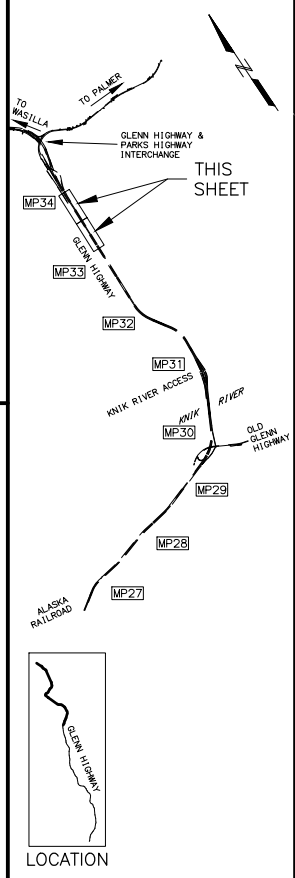 N
TO
WASILLA
TO PALMER
GLENN HIGHWAY &
PARKS HIGHWAY
INTERCHANGE
THIS
SHEET
MP34
GLENN HIGHWAY
MP33
MP32
MP31
KNIK RIVER ACCESS
KNIK RIVER
MP30
OLD
GLENN
HIGHWAY
MP29
MP28
MP27
ALASKA
RAILROAD
GLENN HIGHWAY
LOCATION